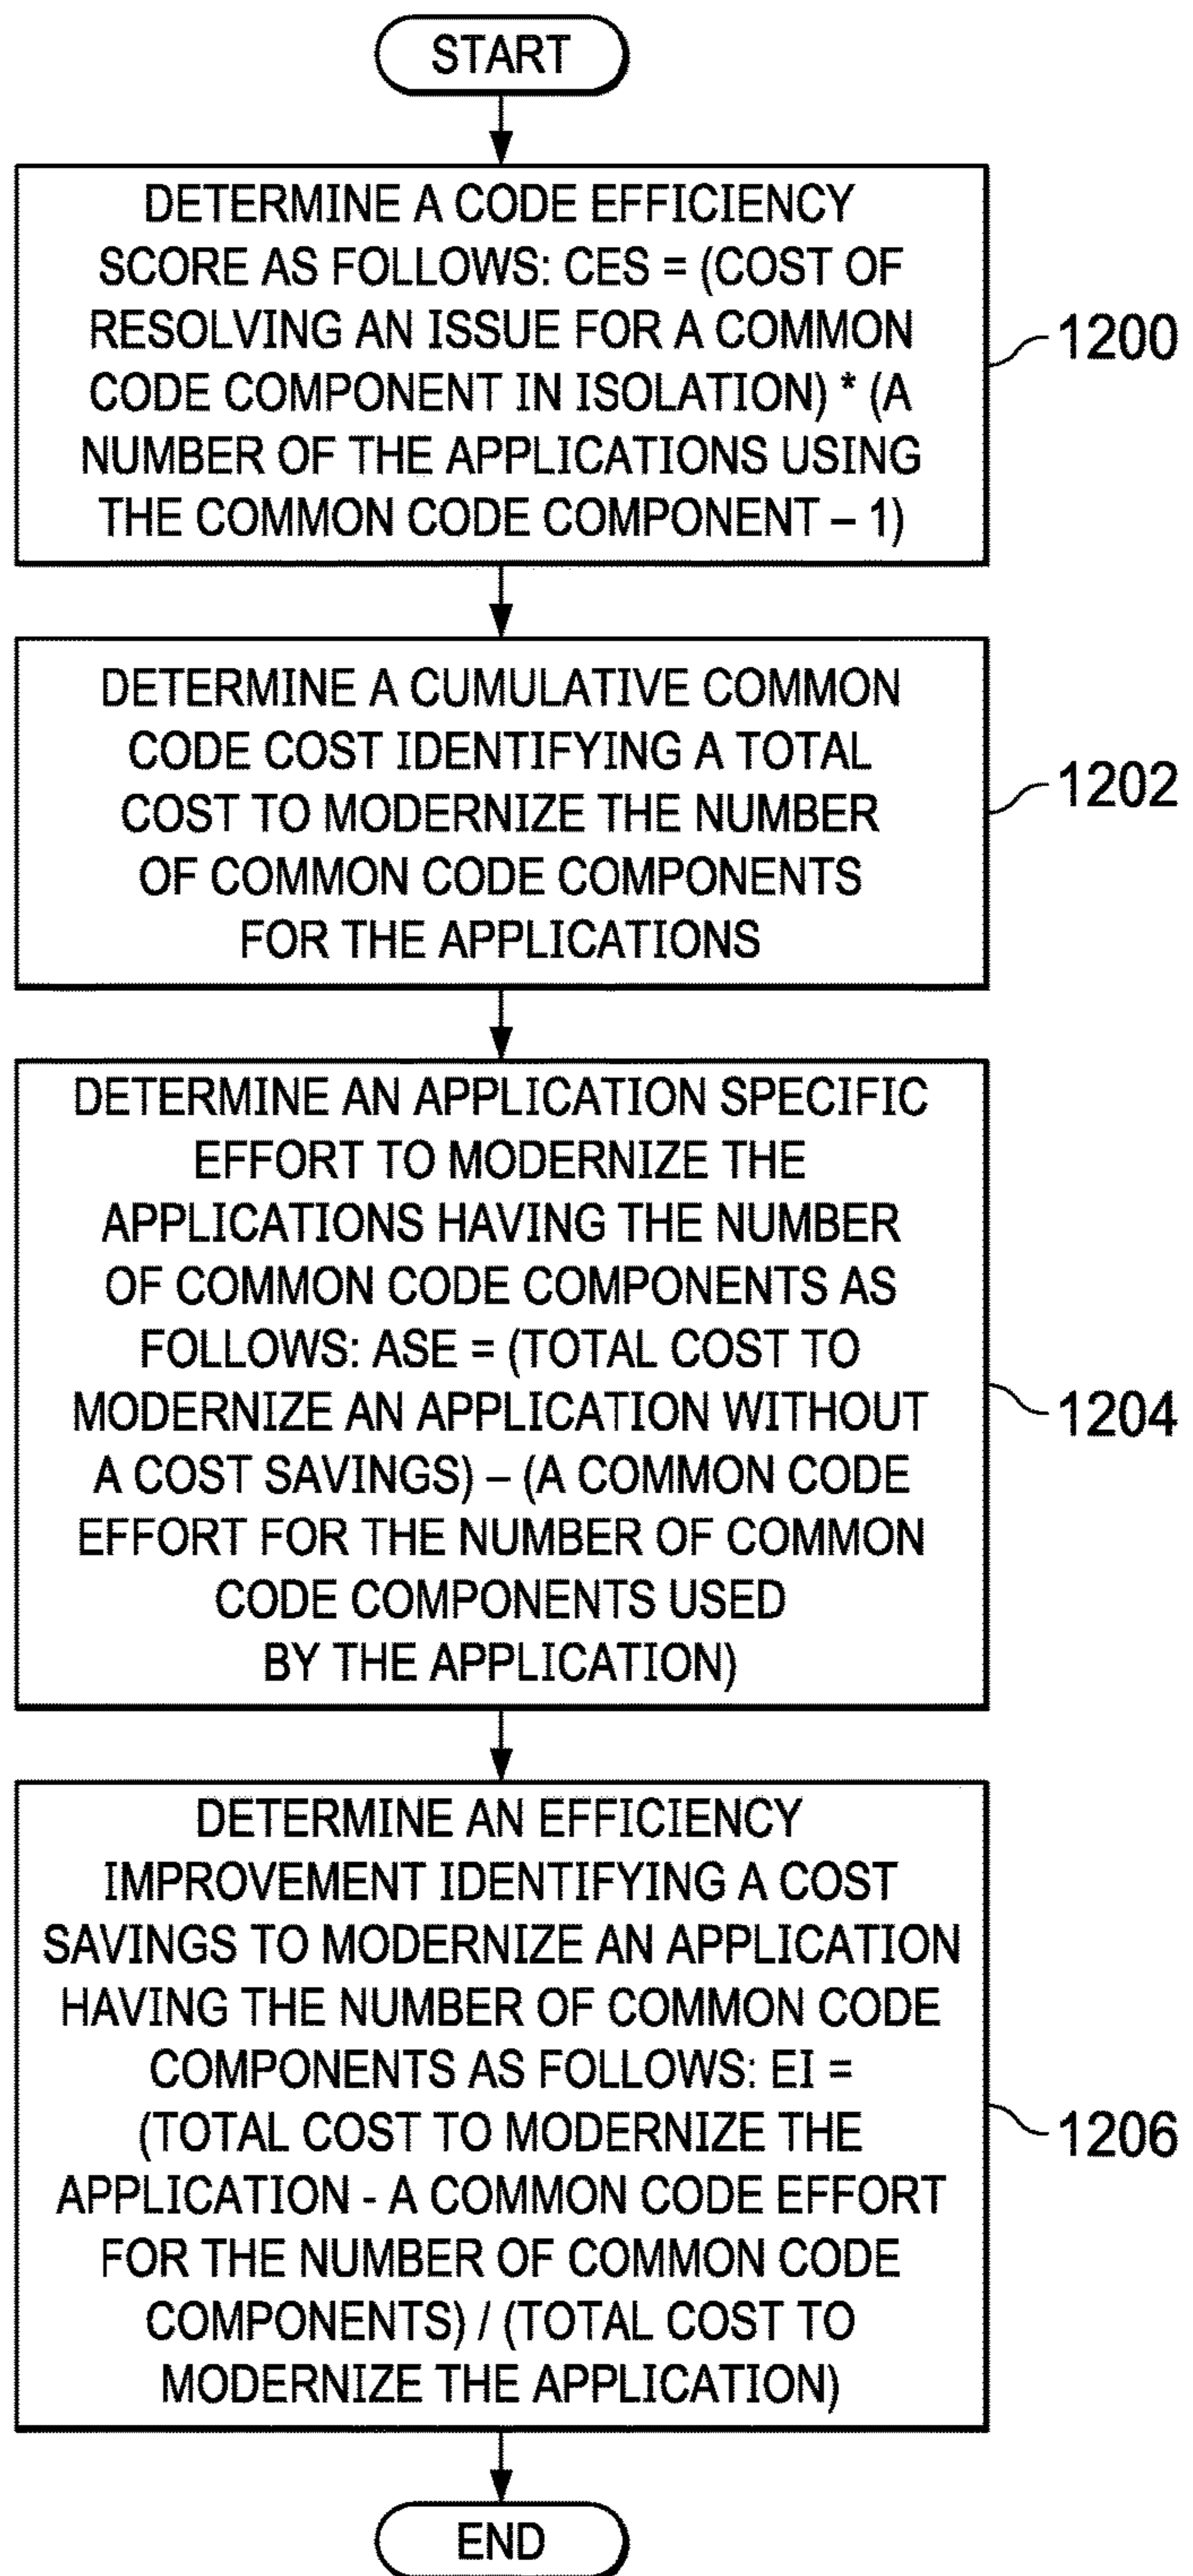 START
DETERMINE A CODE EFFICIENCY
SCORE AS FOLLOWS: CES = (COST OF
RESOLVING AN ISSUE FOR A COMMON
CODE COMPONENT IN ISOLATION) * (A
NUMBER OF THE APPLICATIONS USING
THE COMMON CODE COMPONENT – 1)
1200
DETERMINE A CUMULATIVE COMMON
CODE COST IDENTIFYING A TOTAL
COST TO MODERNIZE THE NUMBER
OF COMMON CODE COMPONENTS
FOR THE APPLICATIONS
1202
DETERMINE AN APPLICATION SPECIFIC
EFFORT TO MODERNIZE THE
APPLICATIONS HAVING THE NUMBER
OF COMMON CODE COMPONENTS AS
FOLLOWS: ASE = (TOTAL COST TO
MODERNIZE AN APPLICATION WITHOUT
A COST SAVINGS) – (A COMMON CODE
EFFORT FOR THE NUMBER OF COMMON
CODE COMPONENTS USED
BY THE APPLICATION)
1204
DETERMINE AN EFFICIENCY
IMPROVEMENT IDENTIFYING A COST
SAVINGS TO MODERNIZE AN APPLICATION
HAVING THE NUMBER OF COMMON CODE
COMPONENTS AS FOLLOWS: EI =
(TOTAL COST TO MODERNIZE THE
APPLICATION - A COMMON CODE EFFORT
FOR THE NUMBER OF COMMON CODE
COMPONENTS) / (TOTAL COST TO
MODERNIZE THE APPLICATION)
1206
END